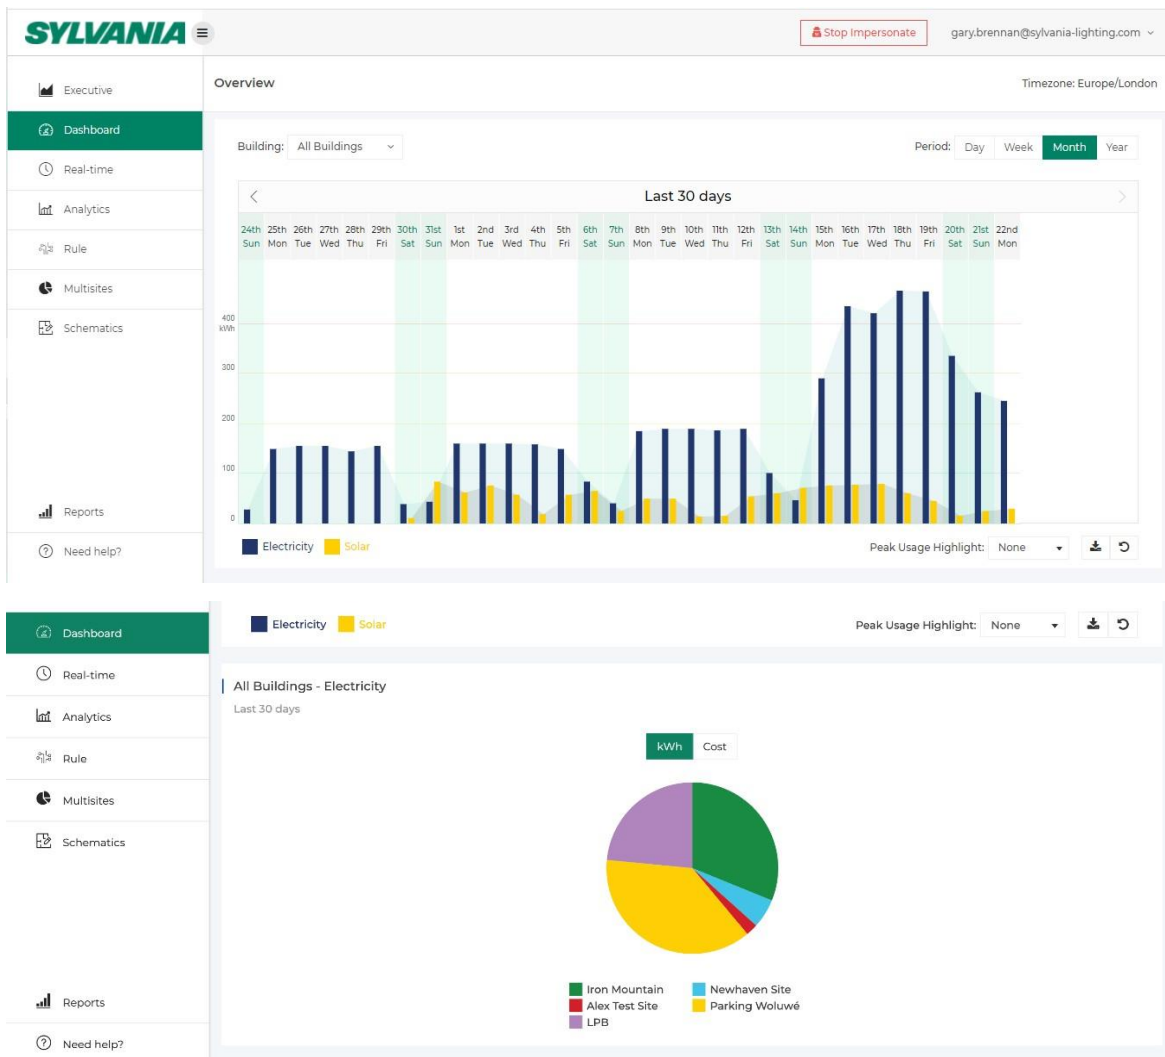 SYLVANIA
Stop Impersonate
gary.brennan@sylvania-lighting.com
Executive
Dashboard
Real-time
Analytics
Rule
Multisites
Schematics
Reports
Need help?
Overview
Timezone: Europe/London
Building: All Buildings
Period: Day Week Month Year
Last 30 days
24th 25th 26th 27th 28th 29th 30th 31st 1st 2nd 3rd 4th 5th 6th 7th 8th 9th 10th 11th 12th 13th 14th 15th 16th 17th 18th 19th 20th 21st 22nd
Sun Mon Tue Wed Thu Fri Sat Sun Mon Tue Wed Thu Fri Sat Sun Mon Tue Wed Thu Fri Sat Sun Mon Tue Wed Thu Fri Sat Sun Mon
400
kWh
300
200
100
0
Electricity Solar
Peak Usage Highlight: None
Dashboard
Real-time
Analytics
Rule
Multisites
Schematics
Reports
Need help?
Electricity Solar
Peak Usage Highlight: None
All Buildings - Electricity
Last 30 days
kWh Cost
Iron Mountain Newhaven Site
Alex Test Site Parking Woluwé
LPB